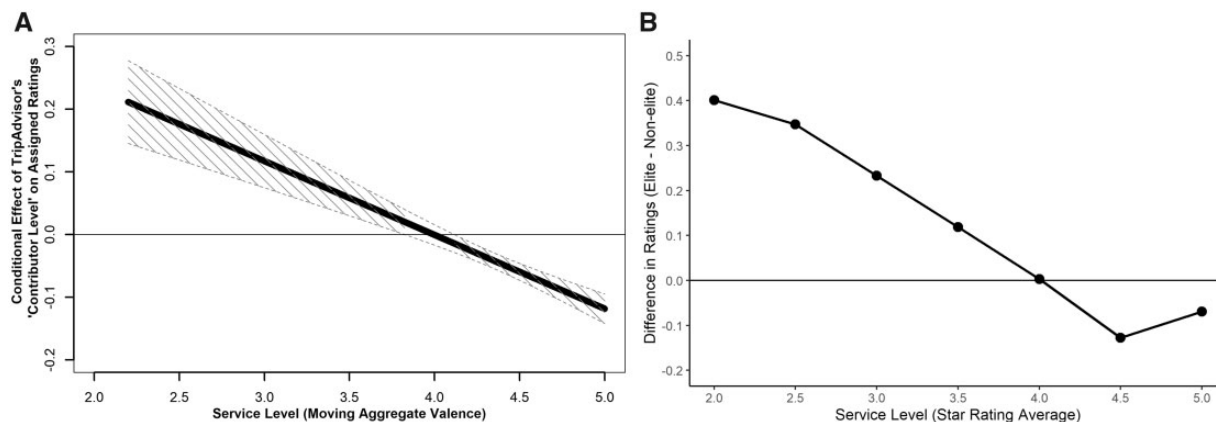 A
Conditional Effect of TripAdvisor's
'Contributor Level' on Assigned Ratings
0.3
0.2
0.1
0.0
-0.1
-0.2
2.0 2.5 3.0 3.5 4.0 4.5 5.0
Service Level (Moving Aggregate Valence)
B
Difference in Ratings (Elite - Non-elite)
0.5
0.4
0.3
0.2
0.1
0.0
-0.1
-0.2
2.0 2.5 3.0 3.5 4.0 4.5 5.0
Service Level (Star Rating Average)